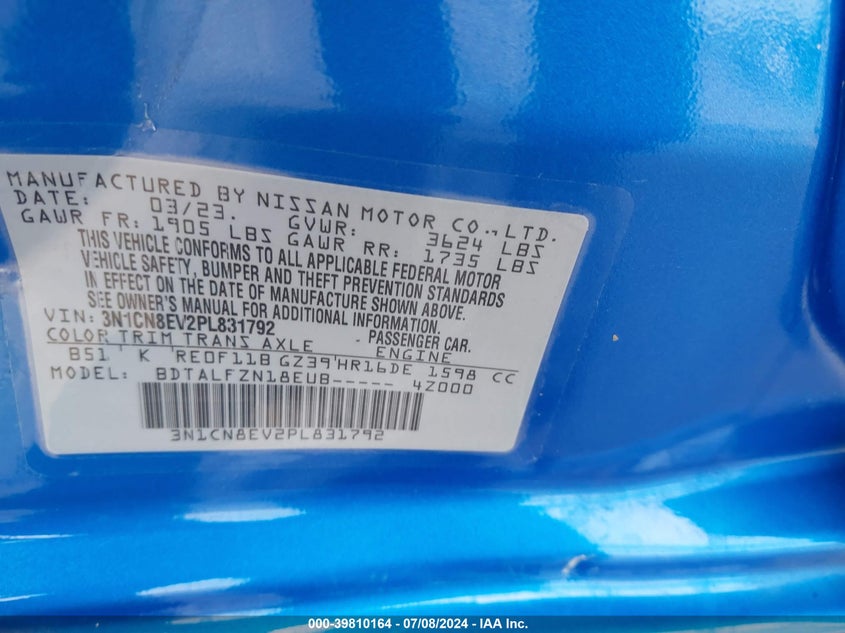 MANUFACTURED BY NISSAN MOTOR CO.,LTD.
DATE: 03/23. GVWR: 3624 LBS
GAWR FR: 1905 LBS GAWR RR: 1735 LBS
THIS VEHICLE CONFORMS TO ALL APPLICABLE FEDERAL MOTOR
VEHICLE SAFETY, BUMPER AND THEFT PREVENTION STANDARDS
IN EFFECT ON THE DATE OF MANUFACTURE SHOWN ABOVE.
SEE OWNER'S MANUAL FOR ADDITIONAL INFORMATION.
VIN: 3N1CN8EV2PL831792 PASSENGER CAR.
COLOR TRIM TRANS AXLE ENGINE
B51 K RE0F11B GZ39 HR16DE 1598 CC
MODEL: BDTALFZN18EUB----- 4Z000
3N1CN8EV2PL831792
000-39810164 - 07/08/2024 - IAA Inc.